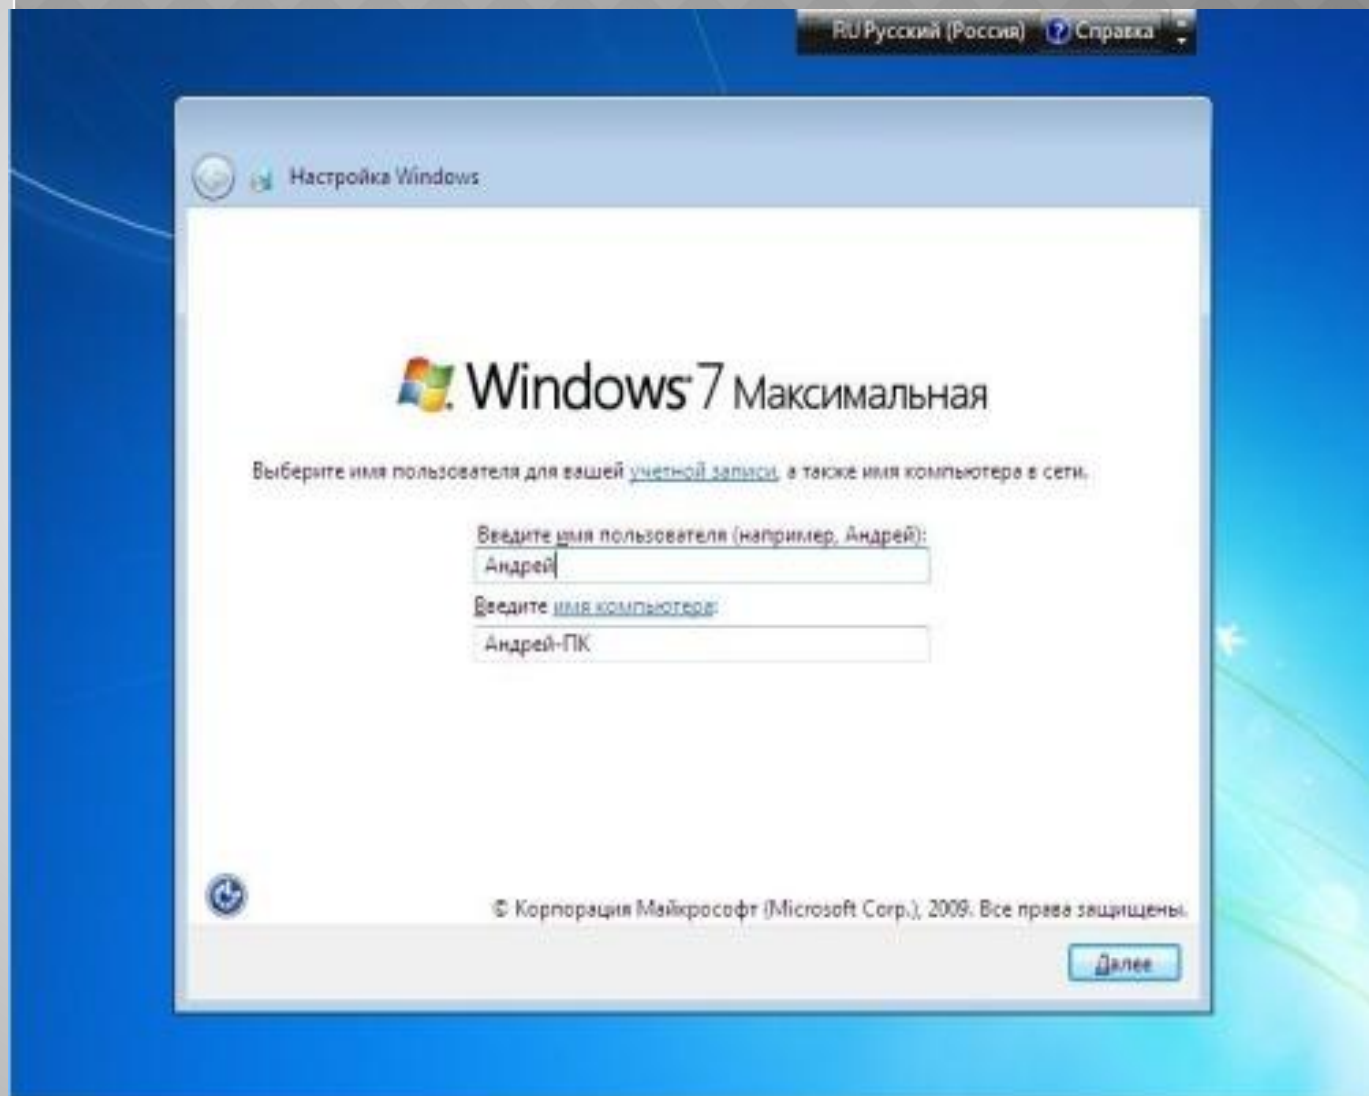 RU Русский (Россия) Справка
Настройка Windows
Windows 7 Максимальная
Выберите имя пользователя для вашей учетной записи, а также имя компьютера в сети.
Введите имя пользователя (например, Андрей):
Андрей
Введите имя компьютера:
Андрей-ПК
© Корпорация Майкрософт (Microsoft Corp.), 2009. Все права защищены.
Далее